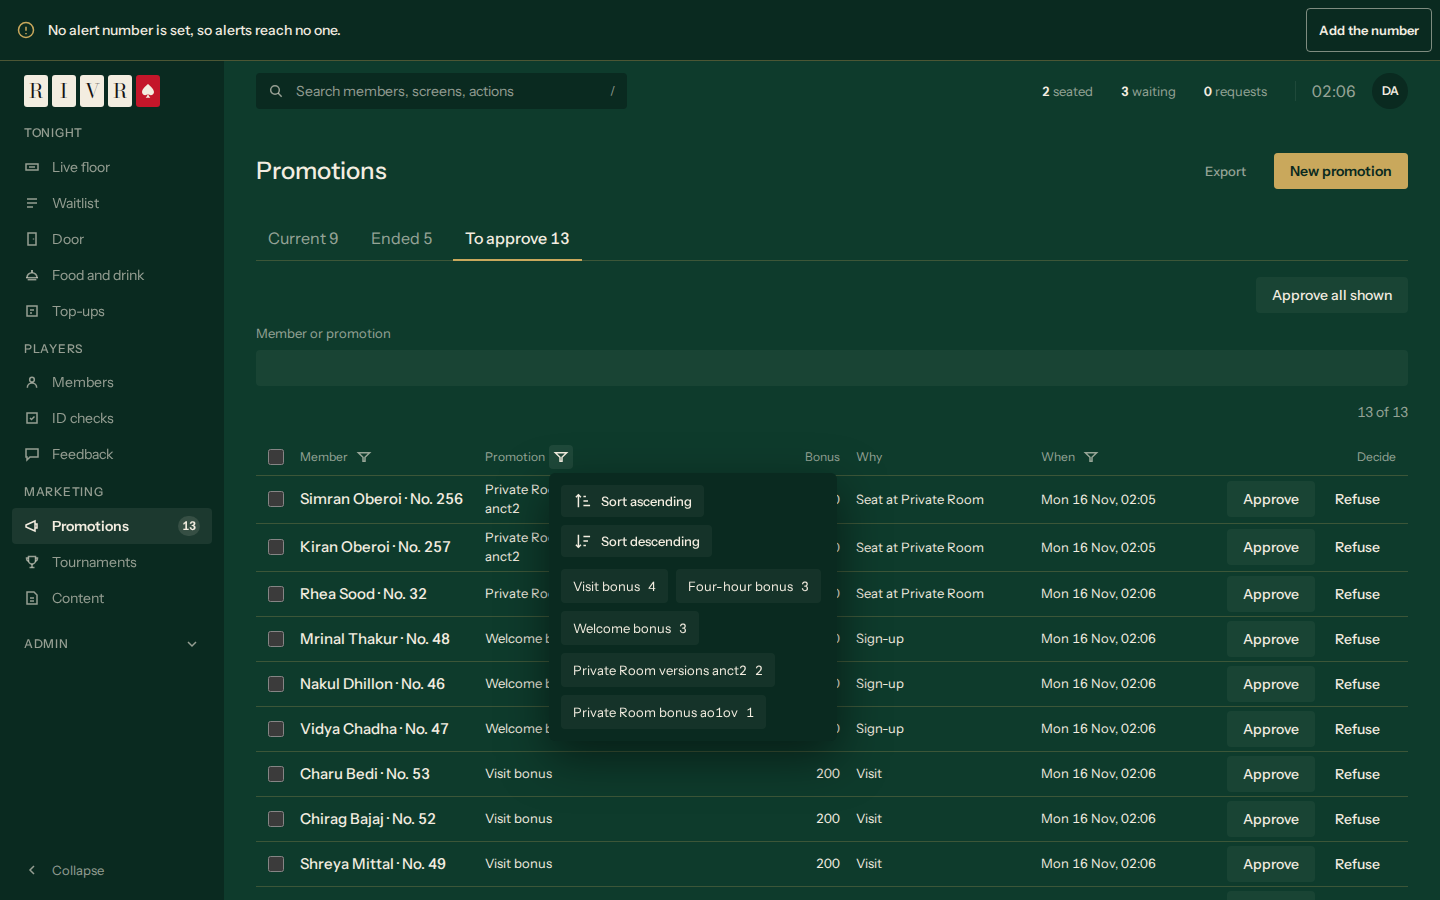 No alert number is set, so alerts reach no one.
Add the number
R I V R
Search members, screens, actions /
2 seated 3 waiting 0 requests 02:06 DA
TONIGHT
Live floor
Waitlist
Door
Food and drink
Top-ups
PLAYERS
Members
ID checks
Feedback
MARKETING
Promotions 13
Tournaments
Content
ADMIN
Collapse
Promotions
Export
New promotion
Current 9 Ended 5 To approve 13
Approve all shown
Member or promotion
13 of 13
Member Promotion Bonus Why When Decide
Simran Oberoi · No. 256 Private Ro anct2 Seat at Private Room Mon 16 Nov, 02:05 Approve Refuse
Kiran Oberoi · No. 257 Private Ro anct2 Seat at Private Room Mon 16 Nov, 02:05 Approve Refuse
Rhea Sood · No. 32 Private Ro Seat at Private Room Mon 16 Nov, 02:06 Approve Refuse
Mrinal Thakur · No. 48 Welcome Sign-up Mon 16 Nov, 02:06 Approve Refuse
Nakul Dhillon · No. 46 Welcome Sign-up Mon 16 Nov, 02:06 Approve Refuse
Vidya Chadha · No. 47 Welcome Sign-up Mon 16 Nov, 02:06 Approve Refuse
Charu Bedi · No. 53 Visit bonus 200 Visit Mon 16 Nov, 02:06 Approve Refuse
Chirag Bajaj · No. 52 Visit bonus 200 Visit Mon 16 Nov, 02:06 Approve Refuse
Shreya Mittal · No. 49 Visit bonus 200 Visit Mon 16 Nov, 02:06 Approve Refuse
Sort ascending
Sort descending
Visit bonus 4 Four-hour bonus 3
Welcome bonus 3
Private Room versions anct2 2
Private Room bonus ao1ov 1